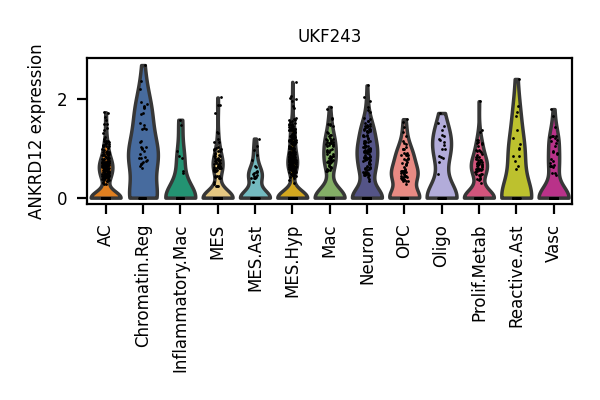 UKF243
ANKRD12 expression
2
0
AC
Chromatin.Reg
Inflammatory.Mac
MES
MES.Ast
MES.Hyp
Mac
Neuron
OPC
Oligo
Prolif.Metab
Reactive.Ast
Vasc